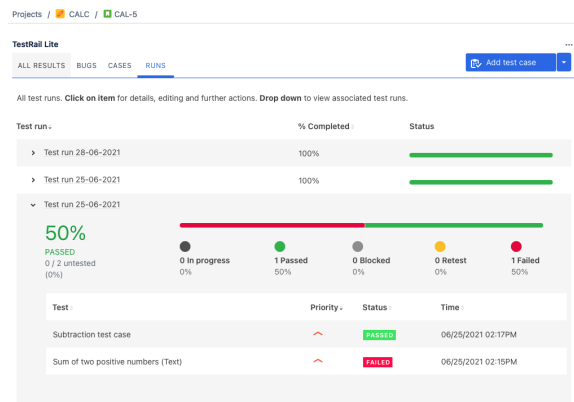 Projects / CALC / CAL-5
TestRail Lite
ALL RESULTS BUGS CASES RUNS
Add test case
All test runs. Click on item for details, editing and further actions. Drop down to view associated test runs.
Test run % Completed Status
Test run 28-06-2021 100%
Test run 25-06-2021 100%
Test run 25-06-2021
50%
PASSED
0 / 2 untested
(0%)
0 In progress 1 Passed 0 Blocked 0 Retest 1 Failed
0% 50% 0% 0% 50%
Test Priority Status Time
Subtraction test case PASSED 06/25/2021 02:17PM
Sum of two positive numbers (Text) FAILED 06/25/2021 02:15PM